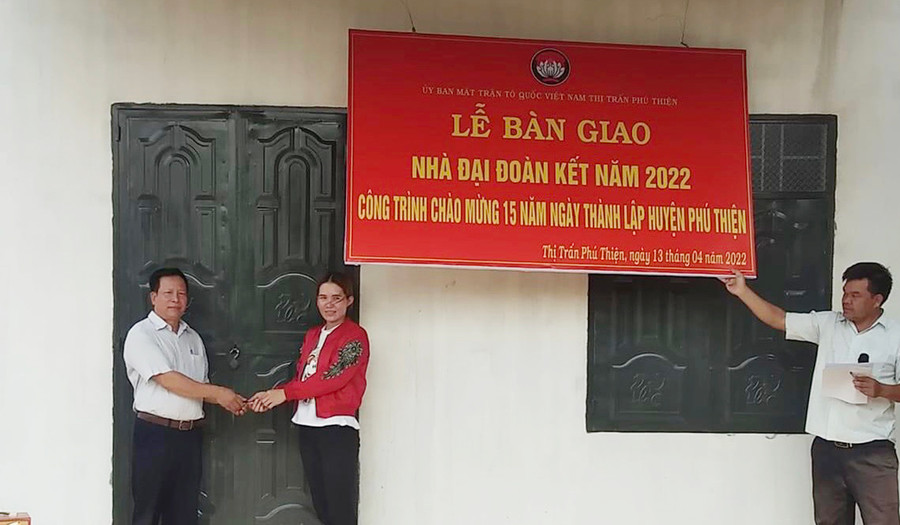 ỦY BAN MẶT TRẬN TỔ QUỐC VIỆT NAM THỊ TRẤN PHÚ THIỆN
LỄ BÀN GIAO
NHÀ ĐẠI ĐOÀN KẾT NĂM 2022
CÔNG TRÌNH CHÀO MỪNG 15 NĂM NGÀY THÀNH LẬP HUYỆN PHÚ THIỆN
Thị Trấn Phú Thiện, ngày 13 tháng 04 năm 2022